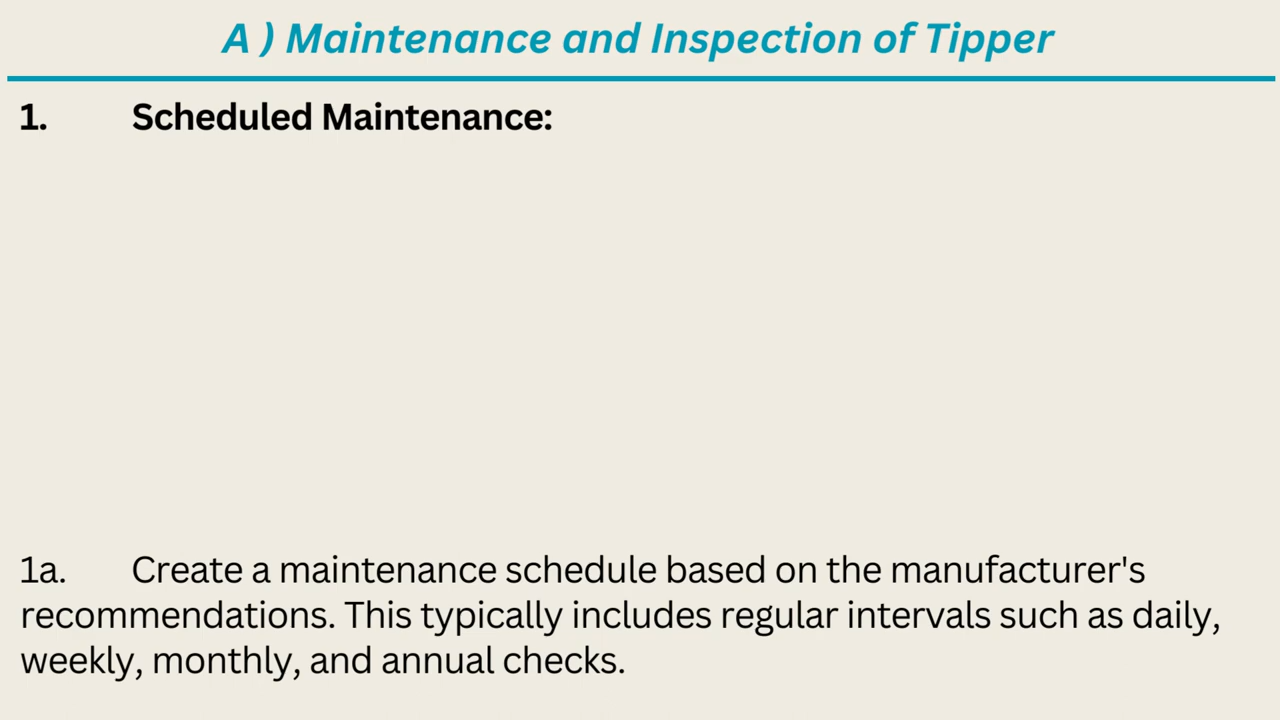 A ) Maintenance and Inspection of Tipper
1. Scheduled Maintenance:
1a. Create a maintenance schedule based on the manufacturer's
recommendations. This typically includes regular intervals such as daily,
weekly, monthly, and annual checks.